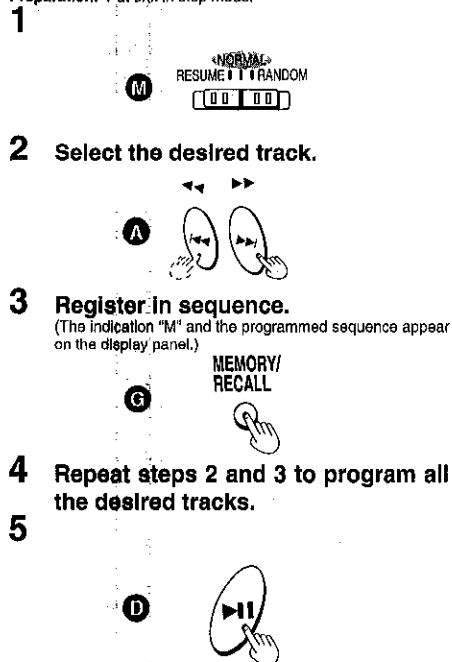 1
NORMAL
RESUME RANDOM
M
2 Select the desired track.
A
3 Register in sequence.
(The indication "M" and the programmed sequence appear
on the display panel.)
MEMORY/
RECALL
G
4 Repeat steps 2 and 3 to program all
the desired tracks.
5
D